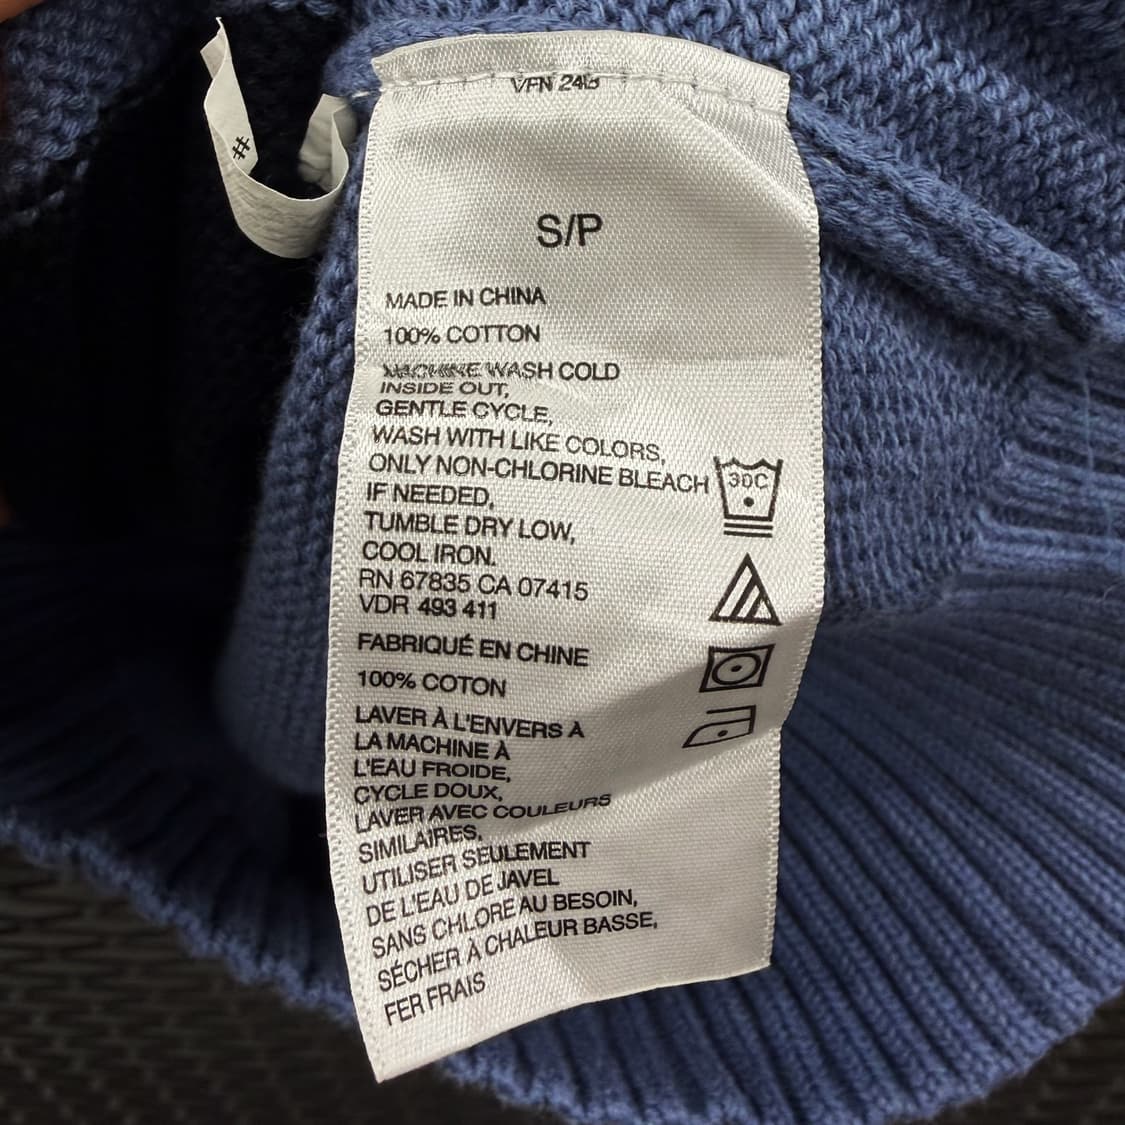 VFN
#
S/P
MADE IN CHINA
100% COTTON
MACHINE WASH COLD
INSIDE OUT,
GENTLE CYCLE,
WASH WITH LIKE COLORS,
ONLY NON-CHLORINE BLEACH
IF NEEDED,
TUMBLE DRY LOW,
COOL IRON.
RN 67835 CA 07415
VDR 493 411
30C
FABRIQUÉ EN CHINE
100% COTON
LAVER À L'ENVERS À
LA MACHINE À
L'EAU FROIDE,
CYCLE DOUX,
LAVER AVEC COULEURS
SIMILAIRES,
UTILISER SEULEMENT
DE L'EAU DE JAVEL
SANS CHLORE AU BESOIN,
SÉCHER À CHALEUR BASSE,
FER FRAIS